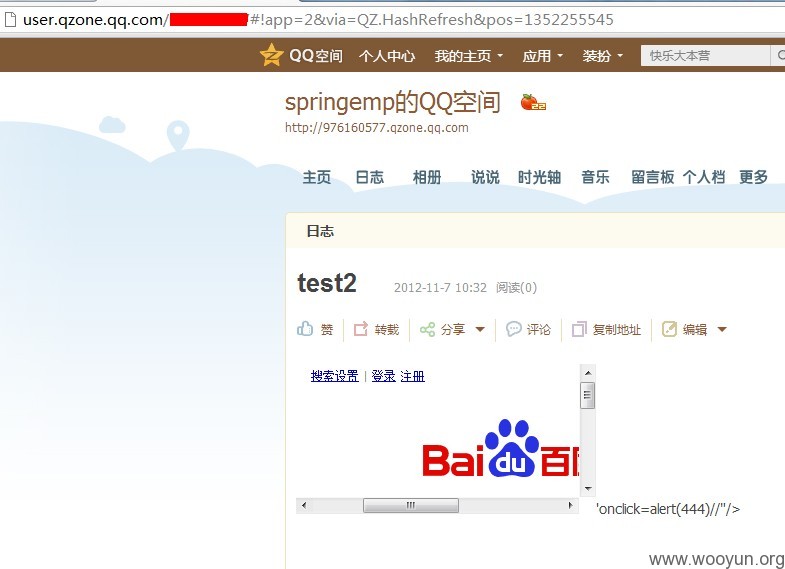 user.qzone.qq.com/ /#!app=2&via=QZ.HashRefresh&pos=1352255545
QQ空间 个人中心 我的主页 应用 装扮 快乐大本营
springemp的QQ空间
http://976160577.qzone.qq.com
主页 日志 相册 说说 时光轴 音乐 留言板 个人档 更多
日志
test2 2012-11-7 10:32 阅读(0)
赞 转载 分享 评论 复制地址 编辑
搜索设置 | 登录 注册
Bai du 百
'onclick=alert(444)//"/>
www.wooyun.org